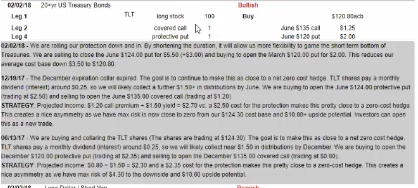 02/02/18 20+yr US Treasury Bonds Bullish
Leg 1 TLT long stock 100 Buy $120.80/xcb
Leg 2 covered call 1 June $135 call $1.25
Leg 4 protective put 1 June $120 put $2.00
02/02/18 - We are rolling our protection down and in. By shortening the duration, it will allow us more flexibility to game the short term bottom of
Treasuries. We are selling to close the June $124.00 put for $5.50 (+$3.00) and buying to open the March $120.00 put for $2.00. This reduces our
average cost base down $3.50 to $120.80.
12/19/17 - The December expiration collar expired. The goal is to continue to make this as close to a net zero cost hedge. TLT shares pay a monthly
dividend (interest) around $0.25, so we will likely collect a further $1.50+ in distributions by June. We are buying to open the June $124.00 protective put
(trading at $2.50) and selling to open the June $135.00 covered call (trading at $1.20)
STRATEGY: Projected income: $1.20 call premium + $1.50 yield = $2.70 vs. a $2.50 cost for the protection makes this pretty close to a zero-cost hedge.
This creates a nice asymmetry as we have max risk is now close to zero from our $124.30 cost base and $10.00+ upside potential. Investors can open
this as a new trade.
06/13/17 - We are buying and collaring the TLT shares (The shares are trading at $124.30). The goal is to make this as close to a net zero cost hedge.
TLT shares pay a monthly dividend (interest) around $0.25, so we will likely collect near $1.50 in distributions by December. We are buying to open the
December $120.00 protective put (trading at $2.35) and selling to open the December $135.00 covered call (trading at $0.80).
STRATEGY: Projected income: $0.80 + $1.50 = $2.30 and a $2.35 cost for the protection makes this pretty close to a zero-cost hedge. This creates a
nice asymmetry as we have max risk of $4.30 to the downside and $10.60 upside potential.